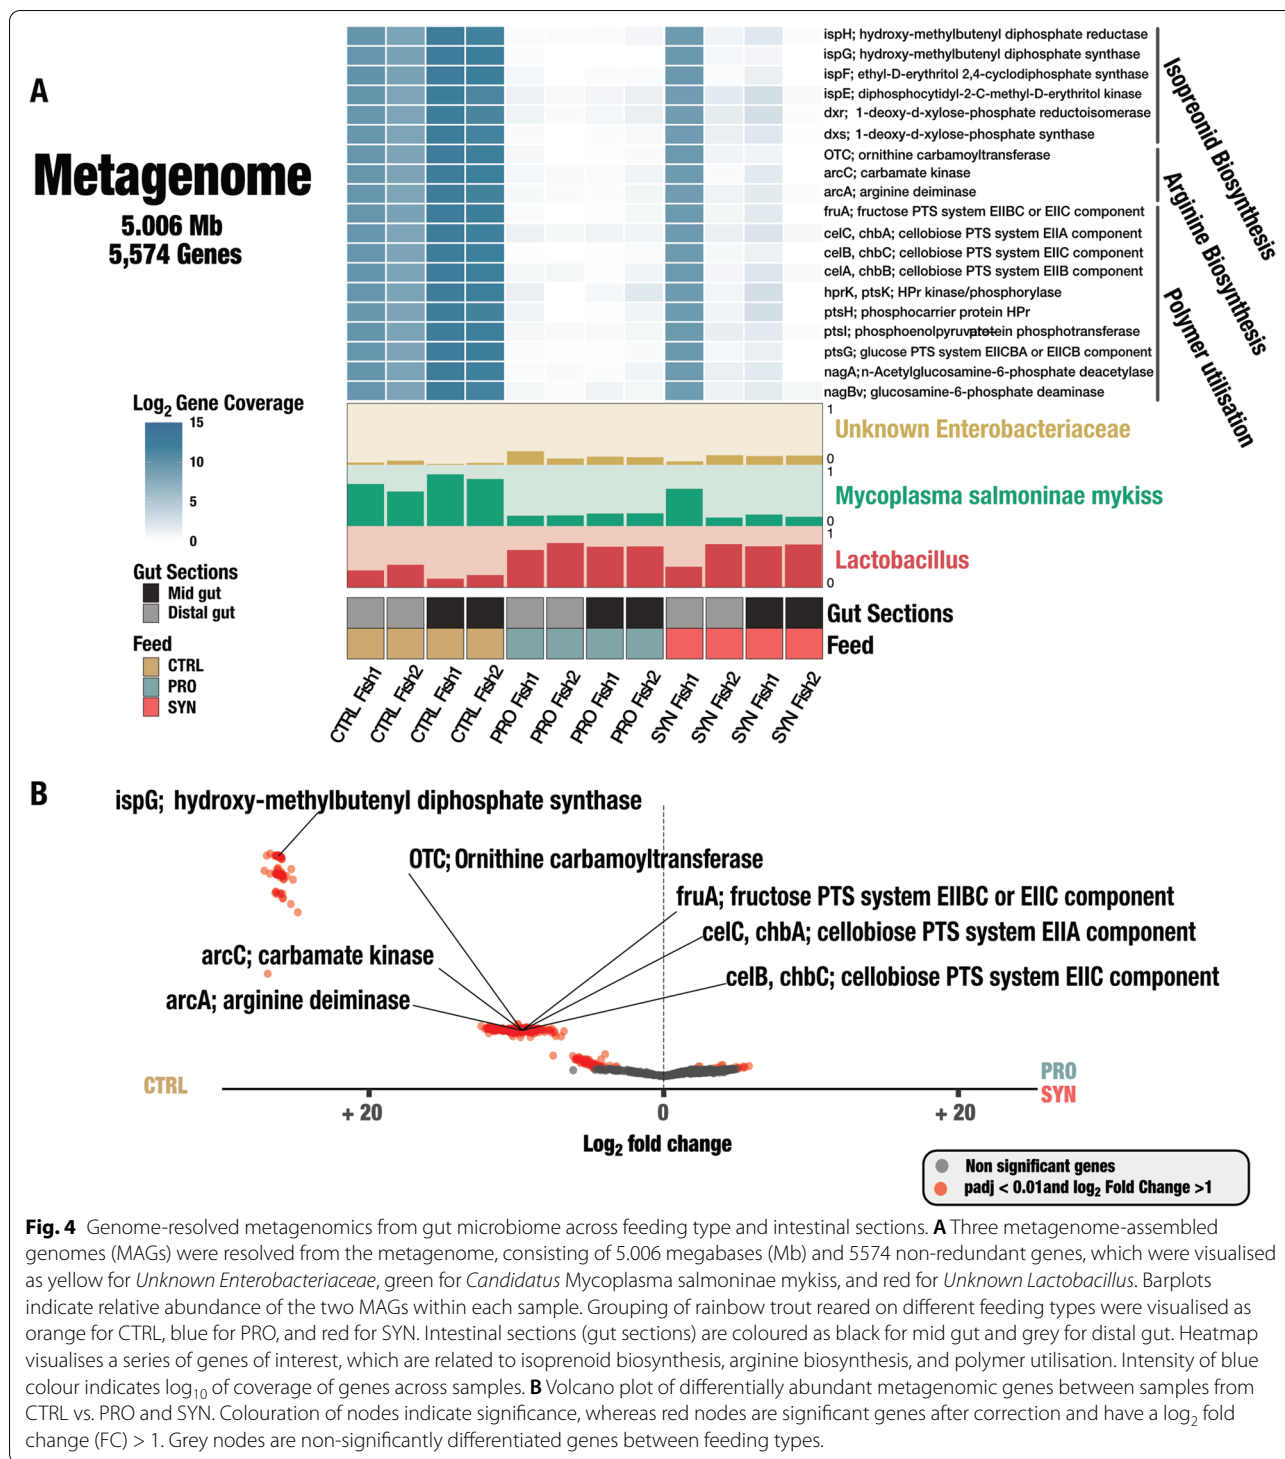 A
Metagenome
5.006 Mb
5,574 Genes
ispH; hydroxy-methylbutenyl diphosphate reductase
ispG; hydroxy-methylbutenyl diphosphate synthase
ispF; ethyl-D-erythritol 2,4-cyclodiphosphate synthase
ispE; diphosphocytidyl-2-C-methyl-D-erythritol kinase
dxr; 1-deoxy-d-xylose-phosphate reductoisomerase
dxs; 1-deoxy-d-xylose-phosphate synthase
OTC; ornithine carbamoyltransferase
arcC; carbamate kinase
arcA; arginine deiminase
fruA; fructose PTS system EIIBC or EIIC component
celC, chbA; cellobiose PTS system EIIA component
celB, chbC; cellobiose PTS system EIIC component
celA, chbB; cellobiose PTS system EIIB component
hprK, ptsK; HPr kinase/phosphorylase
ptsH; phosphocarrier protein HPr
ptsI; phosphoenolpyruvate-protein phosphotransferase
ptsG; glucose PTS system EIICBA or EIICB component
nagA; n-Acetylglucosamine-6-phosphate deacetylase
nagBv; glucosamine-6-phosphate deaminase
Isopreonid Biosynthesis
Arginine Biosynthesis
Polymer utilisation
Log2 Gene Coverage
15
10
5
0
Gut Sections
Mid gut
Distal gut
Feed
CTRL
PRO
SYN
1
Unknown Enterobacteriaceae
0
1
Mycoplasma salmoninae mykiss
0
1
Lactobacillus
0
Gut Sections
Feed
CTRL Fish1
CTRL Fish2
CTRL Fish1
CTRL Fish2
PRO Fish1
PRO Fish2
PRO Fish1
PRO Fish2
SYN Fish1
SYN Fish2
SYN Fish1
SYN Fish2
B
ispG; hydroxy-methylbutenyl diphosphate synthase
OTC; Ornithine carbamoyltransferase
fruA; fructose PTS system EIIBC or EIIC component
celC, chbA; cellobiose PTS system EIIA component
arcC; carbamate kinase
celB, chbC; cellobiose PTS system EIIC component
arcA; arginine deiminase
CTRL
PRO
SYN
+ 20
0
+ 20
Log2 fold change
Non significant genes
padj < 0.01 and log2 Fold Change >1
Fig. 4 Genome-resolved metagenomics from gut microbiome across feeding type and intestinal sections. A Three metagenome-assembled
genomes (MAGs) were resolved from the metagenome, consisting of 5.006 megabases (Mb) and 5574 non-redundant genes, which were visualised
as yellow for Unknown Enterobacteriaceae, green for Candidatus Mycoplasma salmoninae mykiss, and red for Unknown Lactobacillus. Barplots
indicate relative abundance of the two MAGs within each sample. Grouping of rainbow trout reared on different feeding types were visualised as
orange for CTRL, blue for PRO, and red for SYN. Intestinal sections (gut sections) are coloured as black for mid gut and grey for distal gut. Heatmap
visualises a series of genes of interest, which are related to isoprenoid biosynthesis, arginine biosynthesis, and polymer utilisation. Intensity of blue
colour indicates log10 of coverage of genes across samples. B Volcano plot of differentially abundant metagenomic genes between samples from
CTRL vs. PRO and SYN. Colouration of nodes indicate significance, whereas red nodes are significant genes after correction and have a log2 fold
change (FC) > 1. Grey nodes are non-significantly differentiated genes between feeding types.